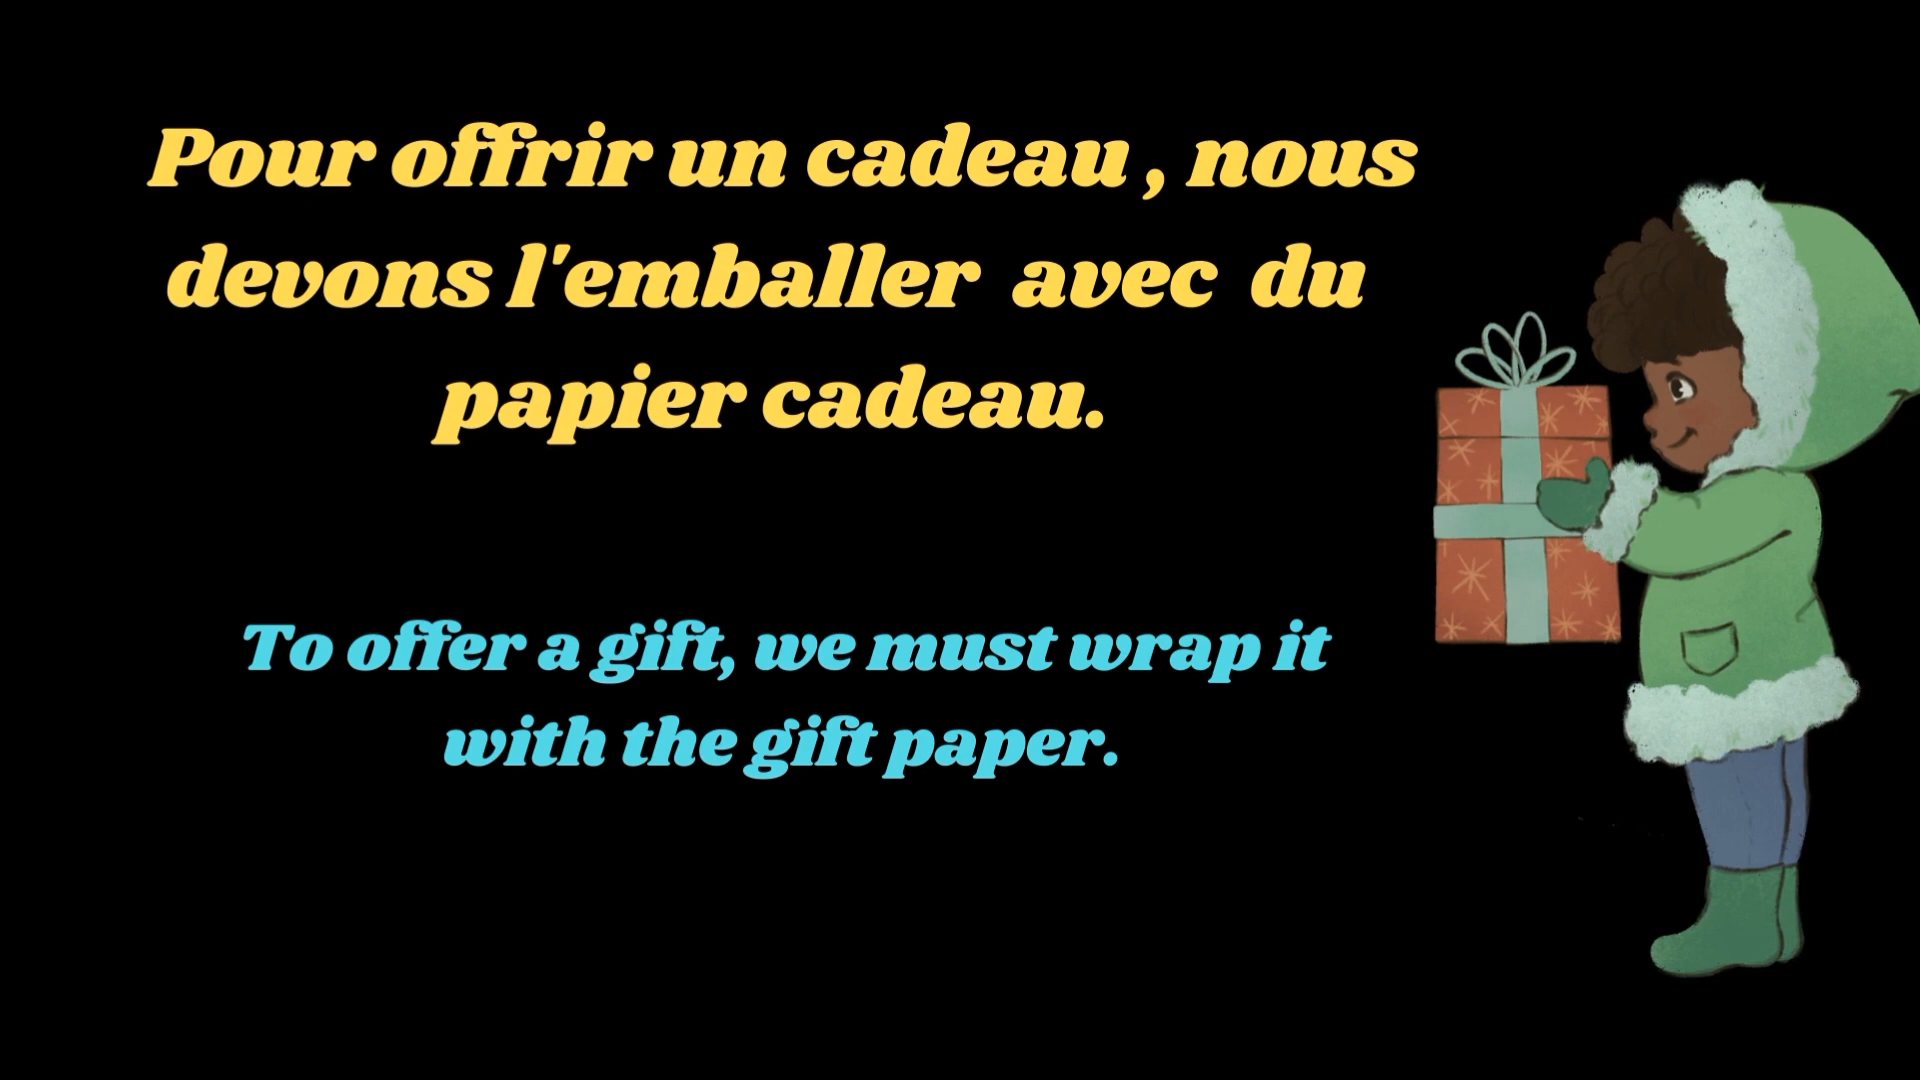 Pour offrir un cadeau , nous
devons l'emballer avec du
papier cadeau.
To offer a gift, we must wrap it
with the gift paper.